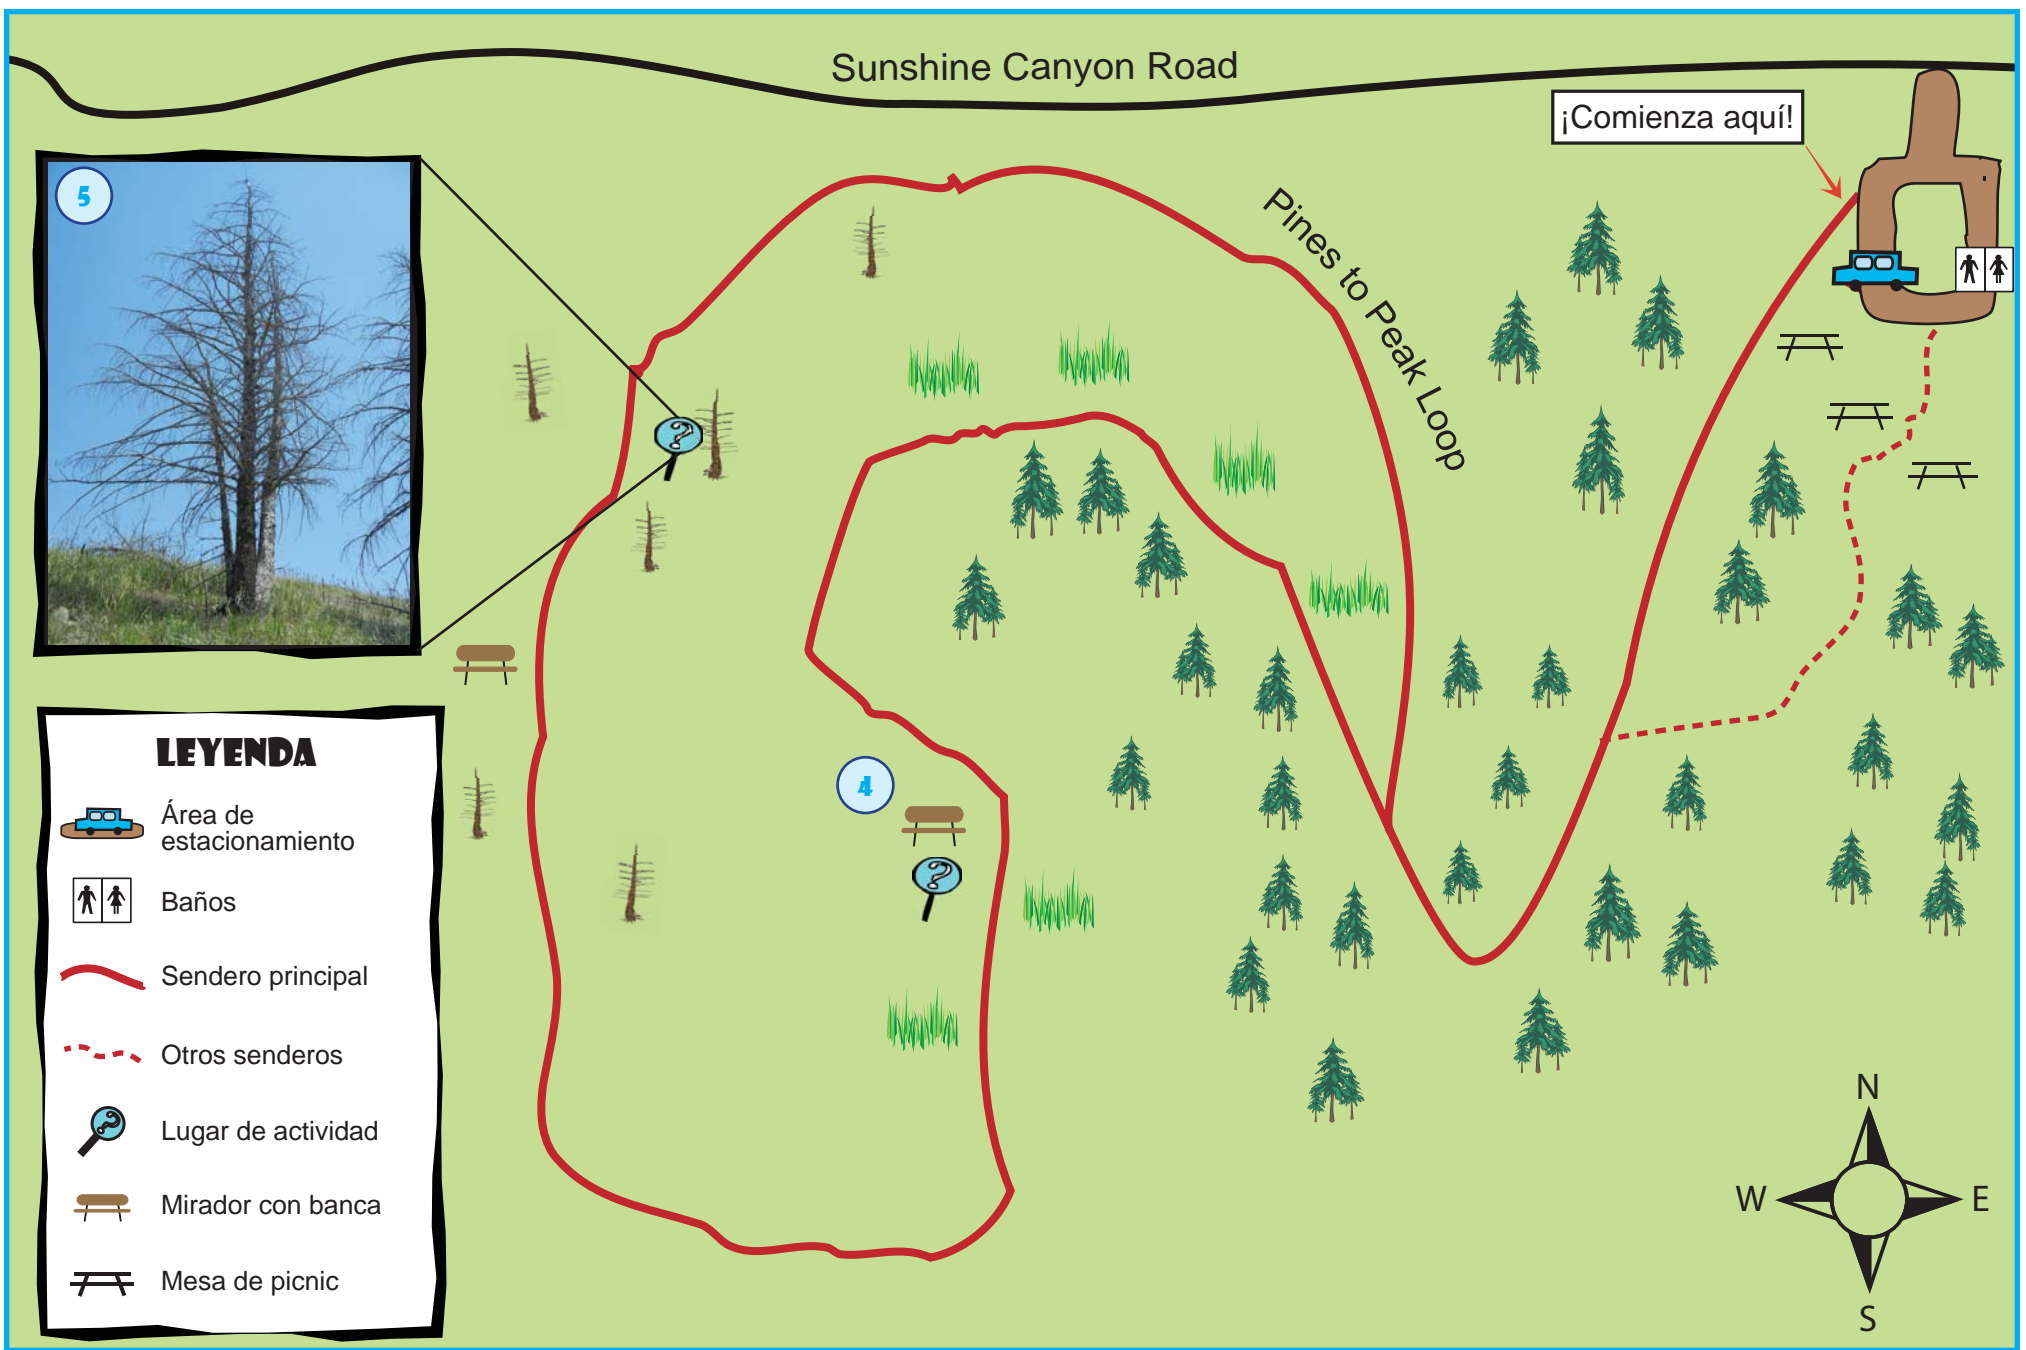 Sunshine Canyon Road
¡Comienza aquí!
Pines to Peak Loop
5
4
LEYENDA
Área de
estacionamiento
Baños
Sendero principal
Otros senderos
Lugar de actividad
Mirador con banca
Mesa de picnic
?
?
?
N
W
E
S